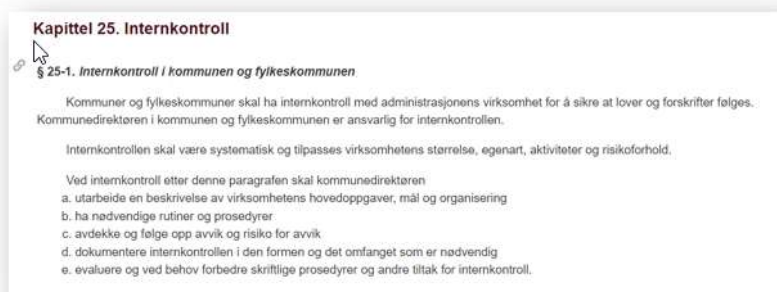 Kapittel 25. Internkontroll
§ 25-1. Internkontroll i kommunen og fylkeskommunen
Kommuner og fylkeskommuner skal ha internkontroll med administrasjonens virksomhet for å sikre at lover og forskrifter følges.
Kommunedirektøren i kommunen og fylkeskommunen er ansvarlig for internkontrollen.
Internkontrollen skal være systematisk og tilpasses virksomhetens størrelse, egenart, aktiviteter og risikoforhold.
Ved internkontroll etter denne paragrafen skal kommunedirektøren
a. utarbeide en beskrivelse av virksomhetens hovedoppgaver, mål og organisering
b. ha nødvendige rutiner og prosedyrer
c. avdekke og følge opp avvik og risiko for avvik
d. dokumentere internkontrollen i den formen og det omfanget som er nødvendig
e. evaluere og ved behov forbedre skriftlige prosedyrer og andre tiltak for internkontroll.